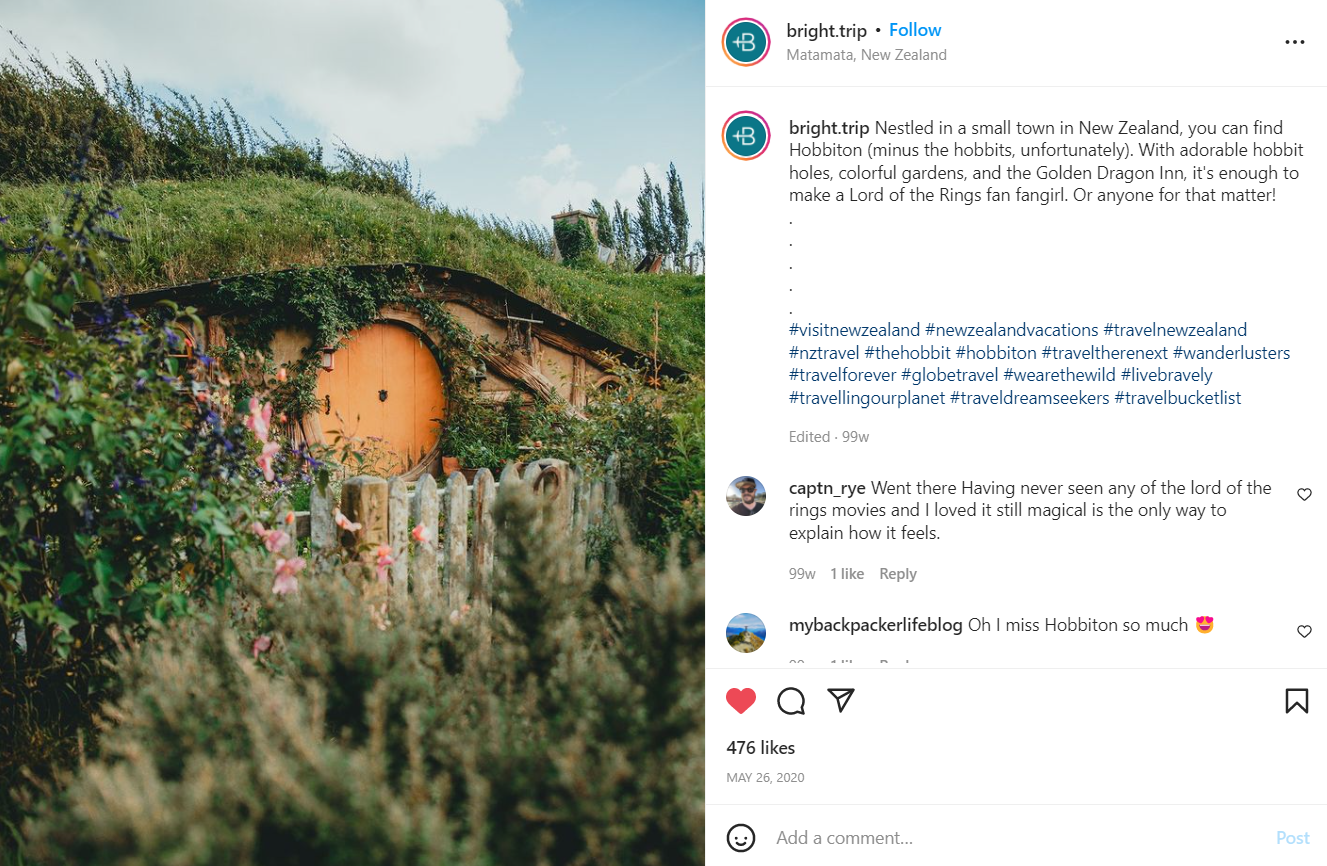 bright.trip • Follow
Matamata, New Zealand
bright.trip Nestled in a small town in New Zealand, you can find
Hobbiton (minus the hobbits, unfortunately). With adorable hobbit
holes, colorful gardens, and the Golden Dragon Inn, it's enough to
make a Lord of the Rings fan fangirl. Or anyone for that matter!
.
.
.
.
.
#visitnewzealand #newzealandvacations #travelnewzealand
#nztravel #thehobbit #hobbiton #traveltherenext #wanderlusters
#travelforever #globetravel #wearethewild #livebravely
#travellingourplanet #traveldreamseekers #travelbucketlist
Edited · 99w
captn_rye Went there Having never seen any of the lord of the
rings movies and I loved it still magical is the only way to
explain how it feels.
99w 1 like Reply
mybackpackerlifeblog Oh I miss Hobbiton so much 😍
476 likes
MAY 26, 2020
Add a comment... Post